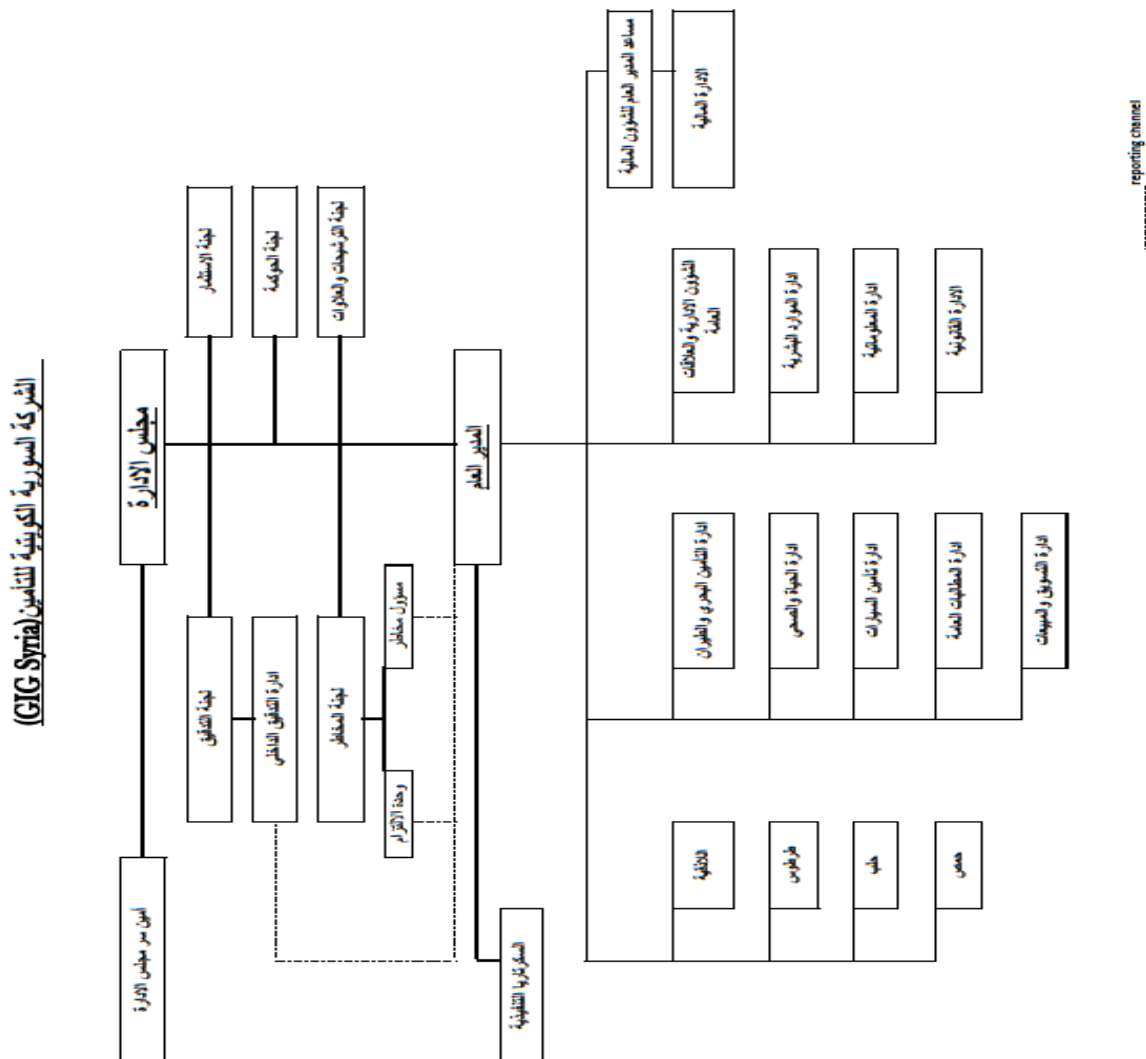 الشركة السورية الكويتية للتأمين (GIG Syria)
مجلس الادارة
أمين سر مجلس الادارة
لجنة الاستثمار
لجنة التدقيق
لجنة الحوكمة
ادارة التدقيق الداخلي
لجنة الترشيحات والعلاوات
لجنة المخاطر
مسؤول مخاطر
وحدة الالتزام
المدير العام
السكرتاريا التنفيذية
مساعد المدير العام للشؤون المالية
الادارة المالية
الشؤون الادارية والعلاقات
العامة
ادارة الموارد البشرية
ادارة المعلوماتية
الادارة القانونية
ادارة التأمين البحري والطيران
ادارة الحياة والصحي
ادارة تأمين السيارات
ادارة المطالبات العامة
ادارة التسويق والمبيعات
اللاذقية
طرطوس
حلب
حمص
reporting channel